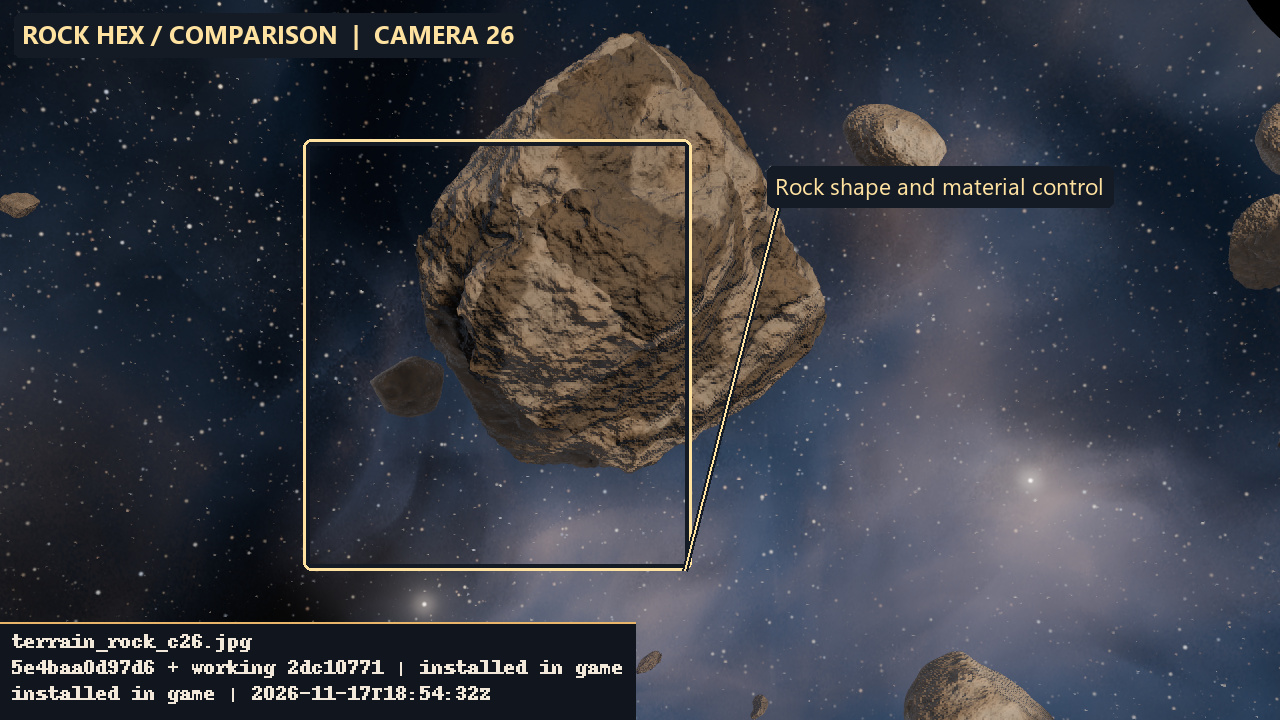 ROCK HEX / COMPARISON | CAMERA 26
Rock shape and material control
terrain_rock_c26.jpg
5e4baa0d97d6 + working 2dc10771 | installed in game
installed in game | 2026-11-17T18:54:32Z